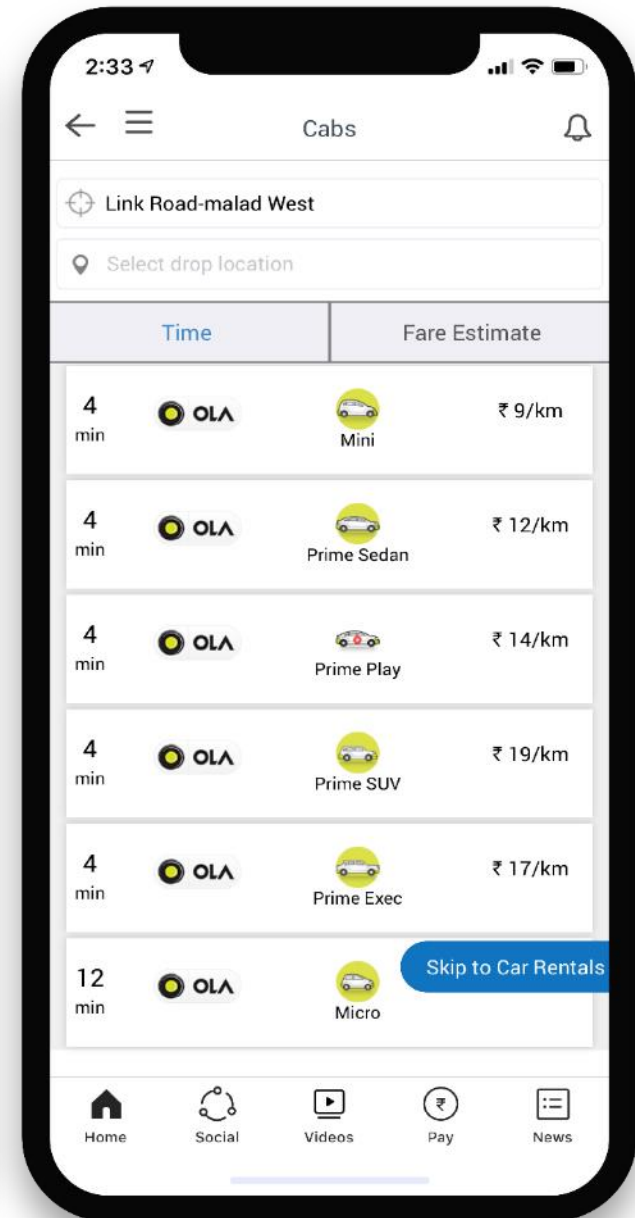 2:33
Cabs
Link Road-malad West
Select drop location
Time
Fare Estimate
4
min
OLA
Mini
₹ 9/km
4
min
OLA
Prime Sedan
₹ 12/km
4
min
OLA
Prime Play
₹ 14/km
4
min
OLA
Prime SUV
₹ 19/km
4
min
OLA
Prime Exec
₹ 17/km
12
min
OLA
Micro
Skip to Car Rentals
Home
Social
Videos
₹
Pay
News